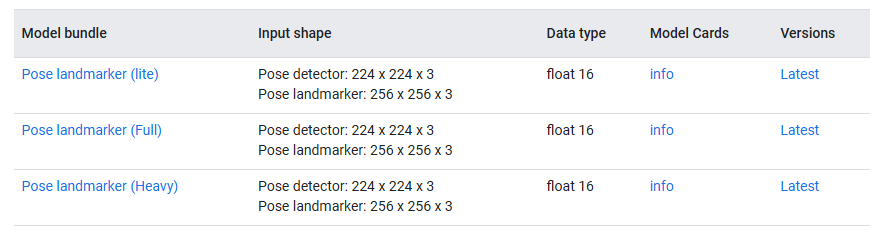 Model bundle Input shape Data type Model Cards Versions
Pose landmarker (lite) Pose detector: 224 x 224 x 3 float 16 info Latest
Pose landmarker: 256 x 256 x 3
Pose landmarker (Full) Pose detector: 224 x 224 x 3 float 16 info Latest
Pose landmarker: 256 x 256 x 3
Pose landmarker (Heavy) Pose detector: 224 x 224 x 3 float 16 info Latest
Pose landmarker: 256 x 256 x 3